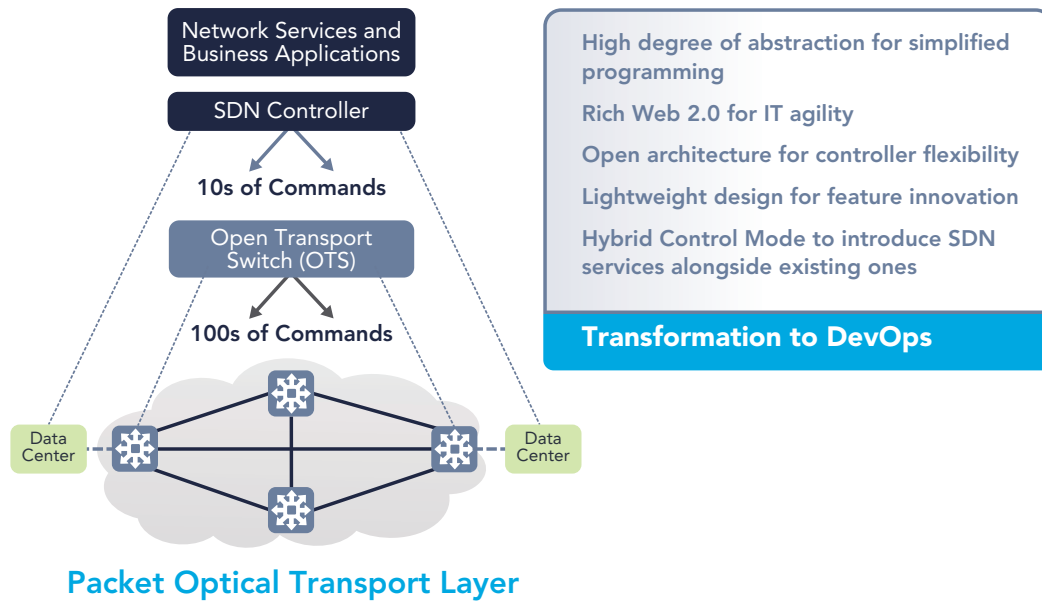 Network Services and
Business Applications
SDN Controller
10s of Commands
Open Transport
Switch (OTS)
100s of Commands
Data
Center
Data
Center
Packet Optical Transport Layer
High degree of abstraction for simplified
programming
Rich Web 2.0 for IT agility
Open architecture for controller flexibility
Lightweight design for feature innovation
Hybrid Control Mode to introduce SDN
services alongside existing ones
Transformation to DevOps